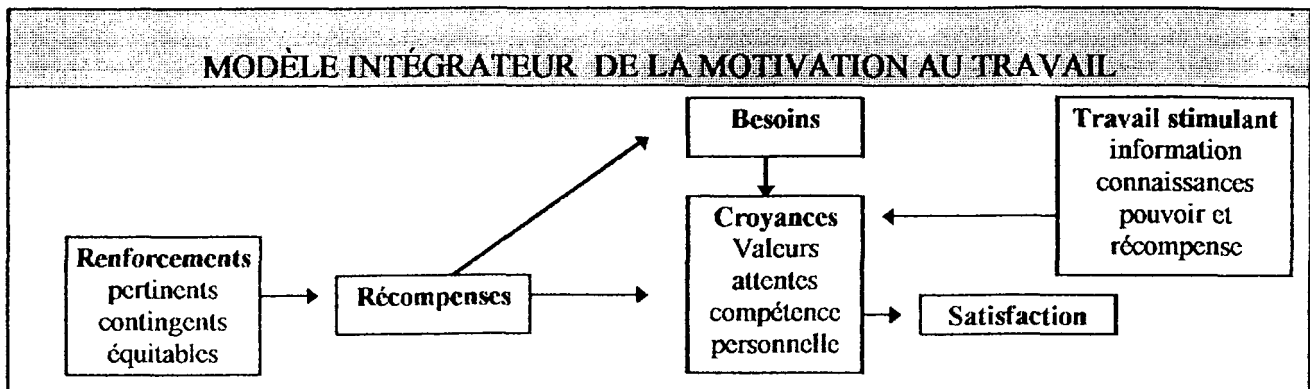 MODÈLE INTÉGRATEUR DE LA MOTIVATION AU TRAVAIL
Besoins
Travail stimulant
information
connaissances
pouvoir et
récompense
Croyances
Valeurs
attentes
compétence
personnelle
Renforcements
pertinents
contingents
équitables
Récompenses
Satisfaction